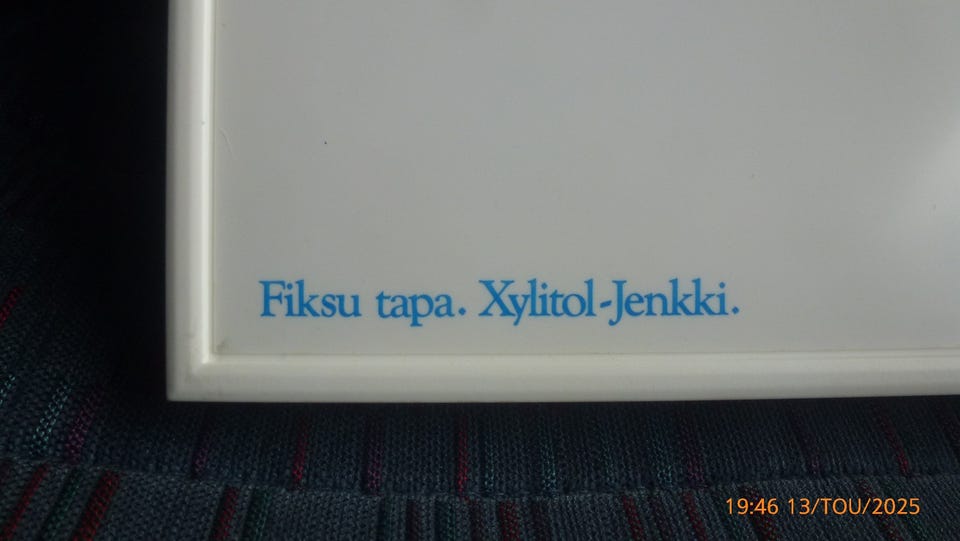 Fiksu tapa. Xylitol-Jenkki.
19:46 13/TOU/2025